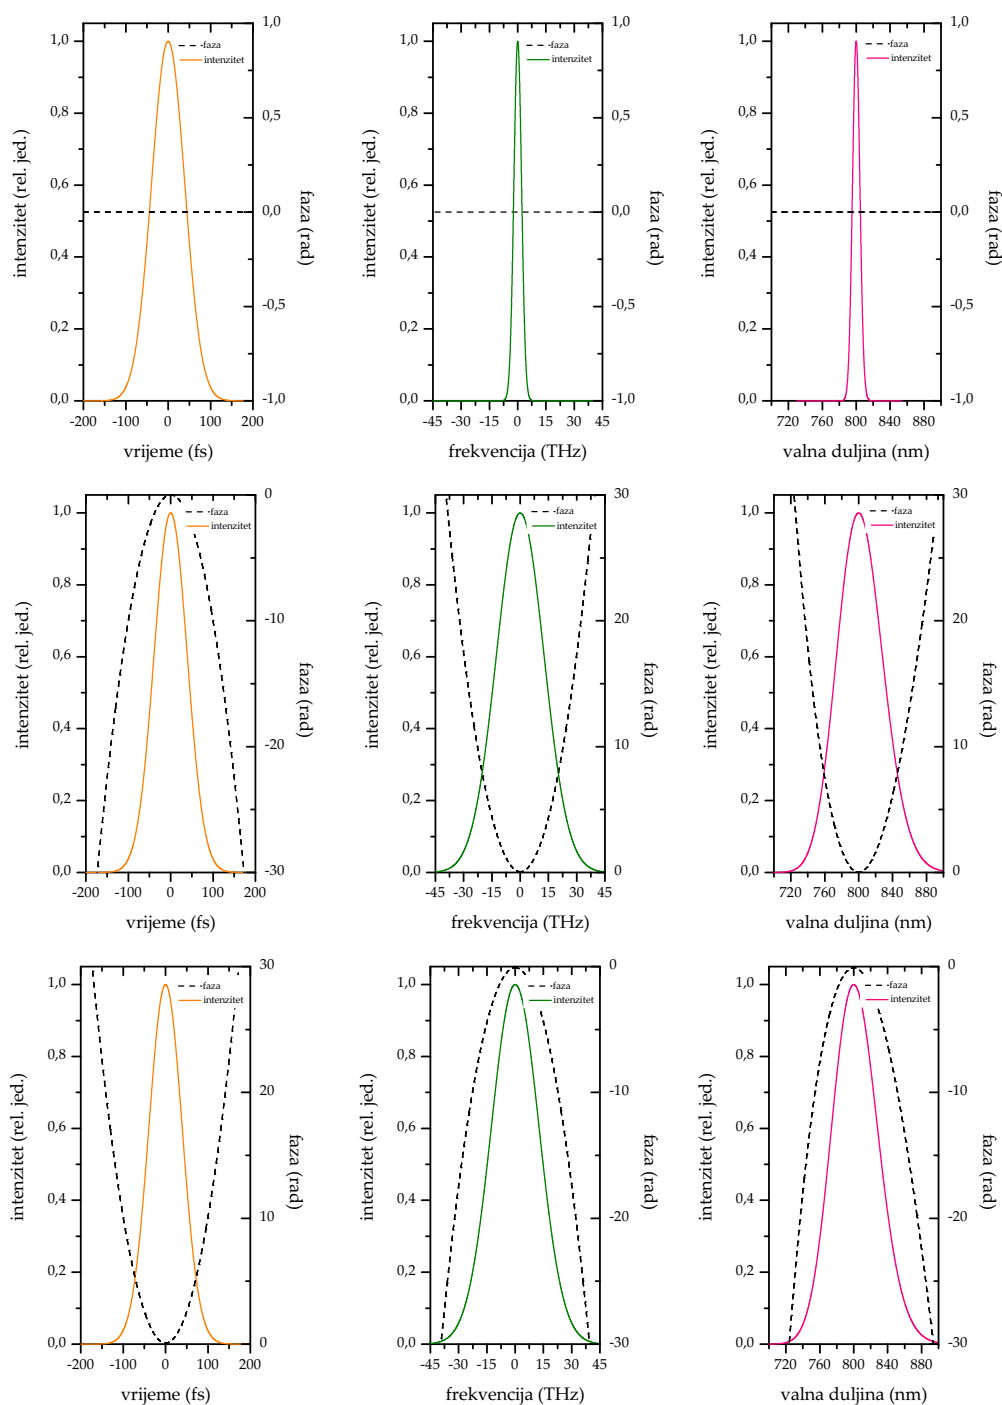 1,0
0,8
0,6
0,4
0,2
0,0
-200 -100 0 100 200
1,0
0,5
0,0
-0,5
-1,0
faza
intenzitet
intenzitet (rel. jed.)
faza (rad)
vrijeme (fs)
1,0
0,8
0,6
0,4
0,2
0,0
-45 -30 -15 0 15 30 45
1,0
0,5
0,0
-0,5
-1,0
faza
intenzitet
intenzitet (rel. jed.)
faza (rad)
frekvencija (THz)
1,0
0,8
0,6
0,4
0,2
0,0
720 760 800 840 880
1,0
0,5
0,0
-0,5
-1,0
faza
intenzitet
intenzitet (rel. jed.)
faza (rad)
valna duljina (nm)
1,0
0,8
0,6
0,4
0,2
0,0
-200 -100 0 100 200
0
-10
-20
-30
faza
intenzitet
intenzitet (rel. jed.)
faza (rad)
vrijeme (fs)
1,0
0,8
0,6
0,4
0,2
0,0
-45 -30 -15 0 15 30 45
30
20
10
0
faza
intenzitet
intenzitet (rel. jed.)
faza (rad)
frekvencija (THz)
1,0
0,8
0,6
0,4
0,2
0,0
720 760 800 840 880
30
20
10
0
faza
intenzitet
intenzitet (rel. jed.)
faza (rad)
valna duljina (nm)
1,0
0,8
0,6
0,4
0,2
0,0
-200 -100 0 100 200
30
20
10
0
faza
intenzitet
intenzitet (rel. jed.)
faza (rad)
vrijeme (fs)
1,0
0,8
0,6
0,4
0,2
0,0
-45 -30 -15 0 15 30 45
0
-10
-20
-30
faza
intenzitet
intenzitet (rel. jed.)
faza (rad)
frekvencija (THz)
1,0
0,8
0,6
0,4
0,2
0,0
720 760 800 840 880
0
-10
-20
-30
faza
intenzitet
intenzitet (rel. jed.)
faza (rad)
valna duljina (nm)